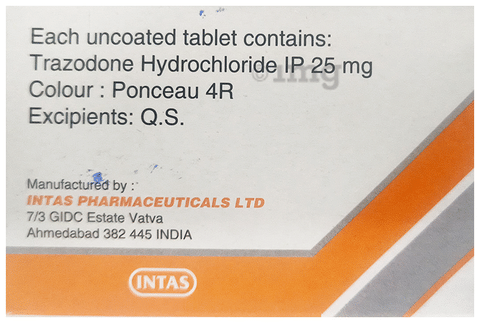 Each uncoated tablet contains:
Trazodone Hydrochloride IP 25 mg
Colour : Ponceau 4R
Excipients: Q.S.
Manufactured by :
INTAS PHARMACEUTICALS LTD
7/3 GIDC Estate Vatva
Ahmedabad 382 445 INDIA
INTAS